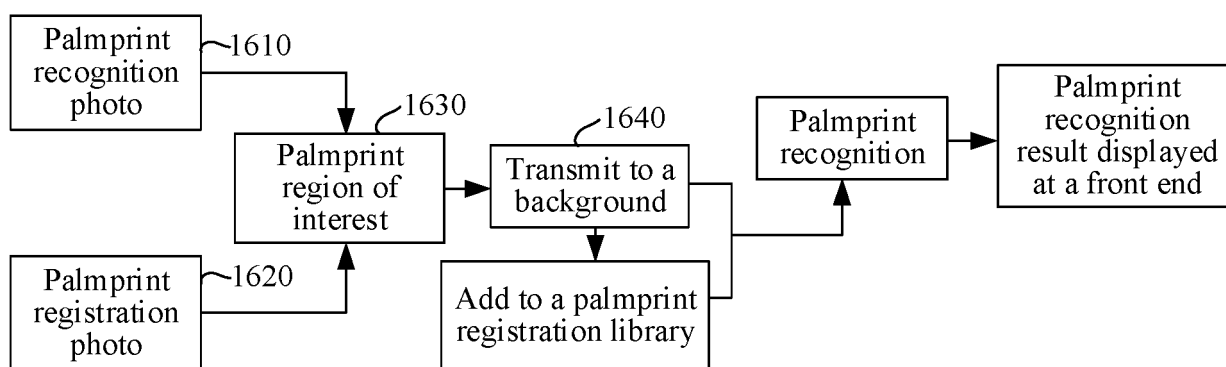 Palmprint
recognition
photo
1610
Palmprint
registration
photo
1620
Palmprint
region of
interest
1630
Transmit to a
background
1640
Add to a palmprint
registration library
Palmprint
recognition
Palmprint
recognition
result displayed
at a front end